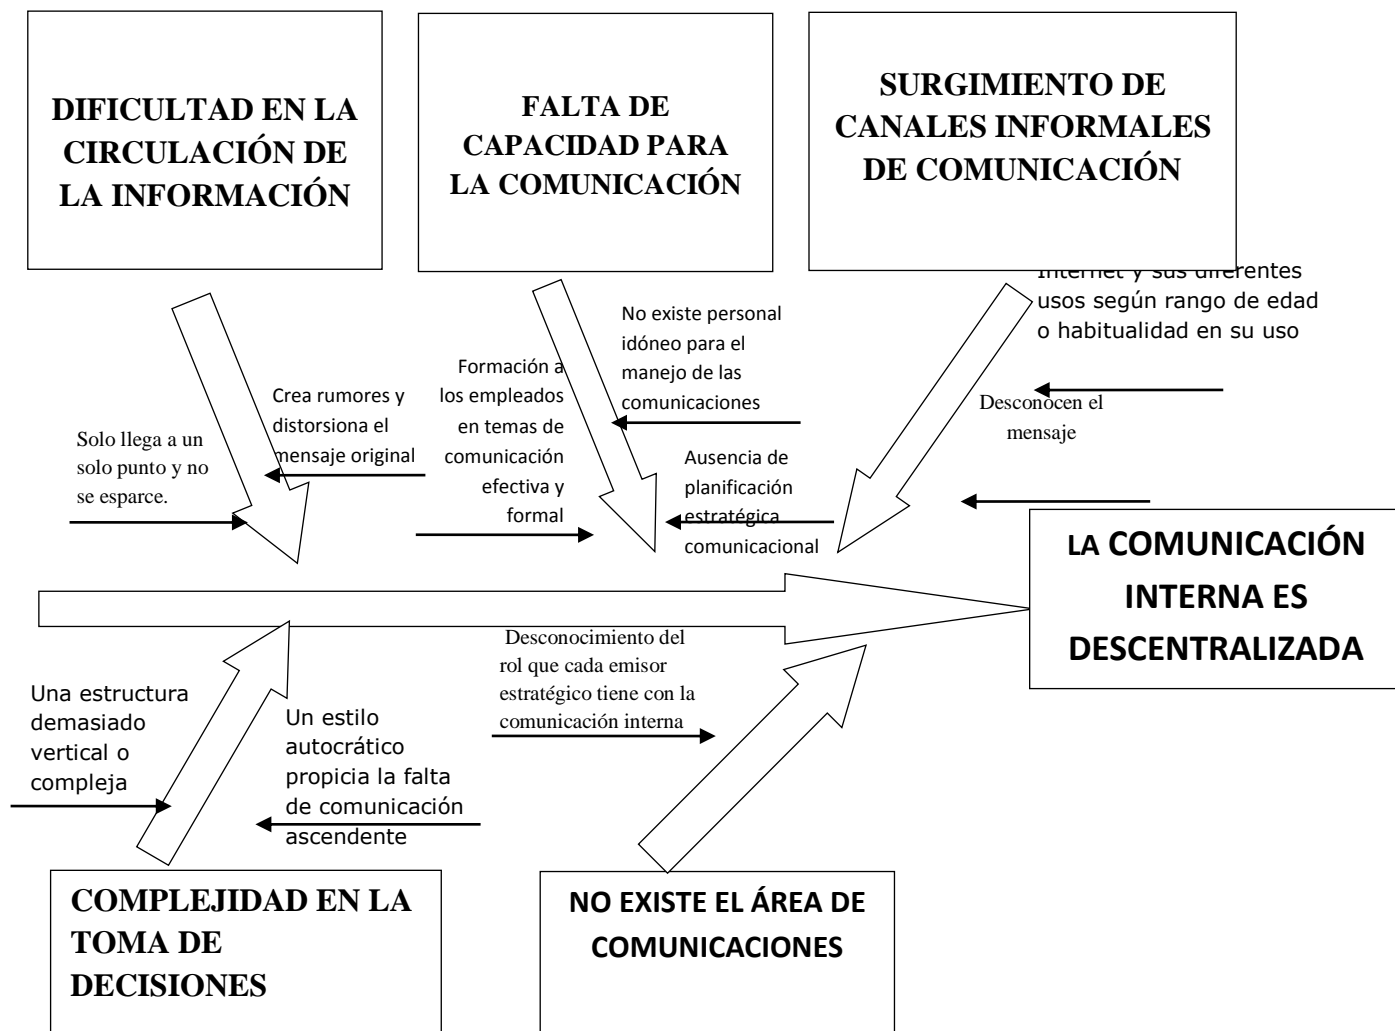 DIFICULTAD EN LA
CIRCULACIÓN DE
LA INFORMACIÓN
FALTA DE
CAPACIDAD PARA
LA COMUNICACIÓN
SURGIMIENTO DE
CANALES INFORMALES
DE COMUNICACIÓN
Internet y sus diferentes
usos según rango de edad
o habitualidad en su uso
Desconocen el
mensaje
No existe personal
idóneo para el
manejo de las
comunicaciones
Formación a
los empleados
en temas de
comunicación
efectiva y
formal
Ausencia de
planificación
estratégica
comunicacional
Crea rumores y
distorsiona el
mensaje original
Solo llega a un
solo punto y no
se esparce.
LA COMUNICACIÓN
INTERNA ES
DESCENTRALIZADA
Desconocimiento del
rol que cada emisor
estratégico tiene con la
comunicación interna
Una estructura
demasiado
vertical o
compleja
Un estilo
autocrático
propicia la falta
de comunicación
ascendente
COMPLEJIDAD EN LA
TOMA DE
DECISIONES
NO EXISTE EL ÁREA DE
COMUNICACIONES